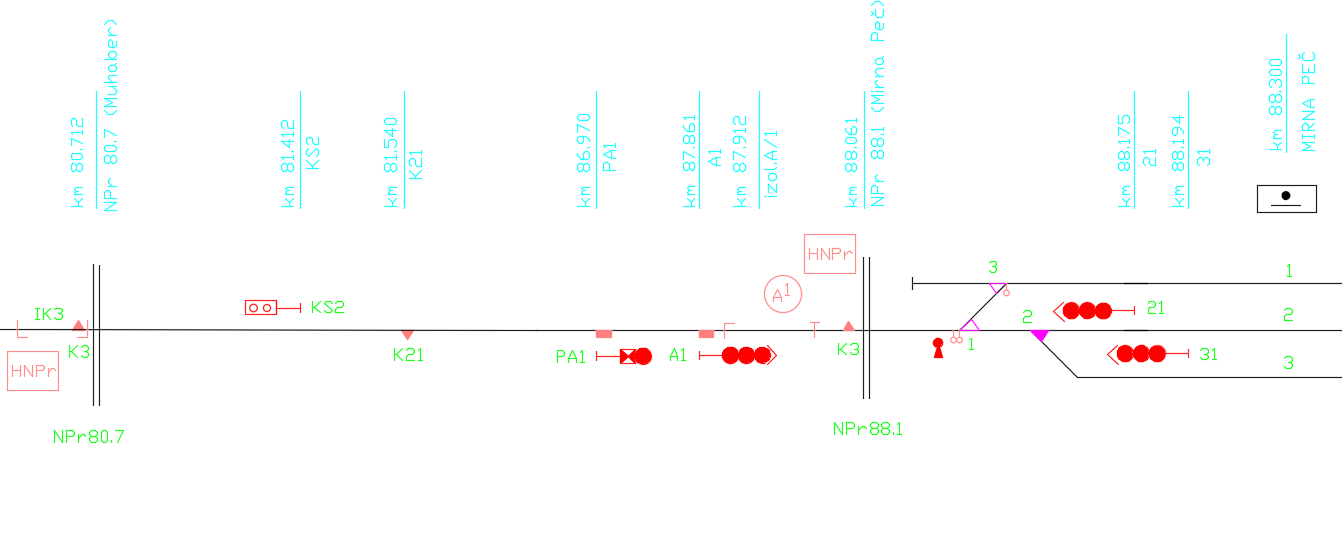 km 80.712
NPr 80.7 (Muhaber)
km 81.412
KS2
km 81.540
K21
km 86.970
PA1
km 87.861
A1
km 87.912
Izol.A/1
km 88.061
NPr 88.1 (Mirna Peč)
km 88.175
21
km 88.194
31
km 88.300
MIRNA PEČ
HNPr
3
1
A1
IK3
KS2
21
2
2
K3
K21
PA1
A1
K3
1
31
3
HNPr
NPr80.7
NPr88.1